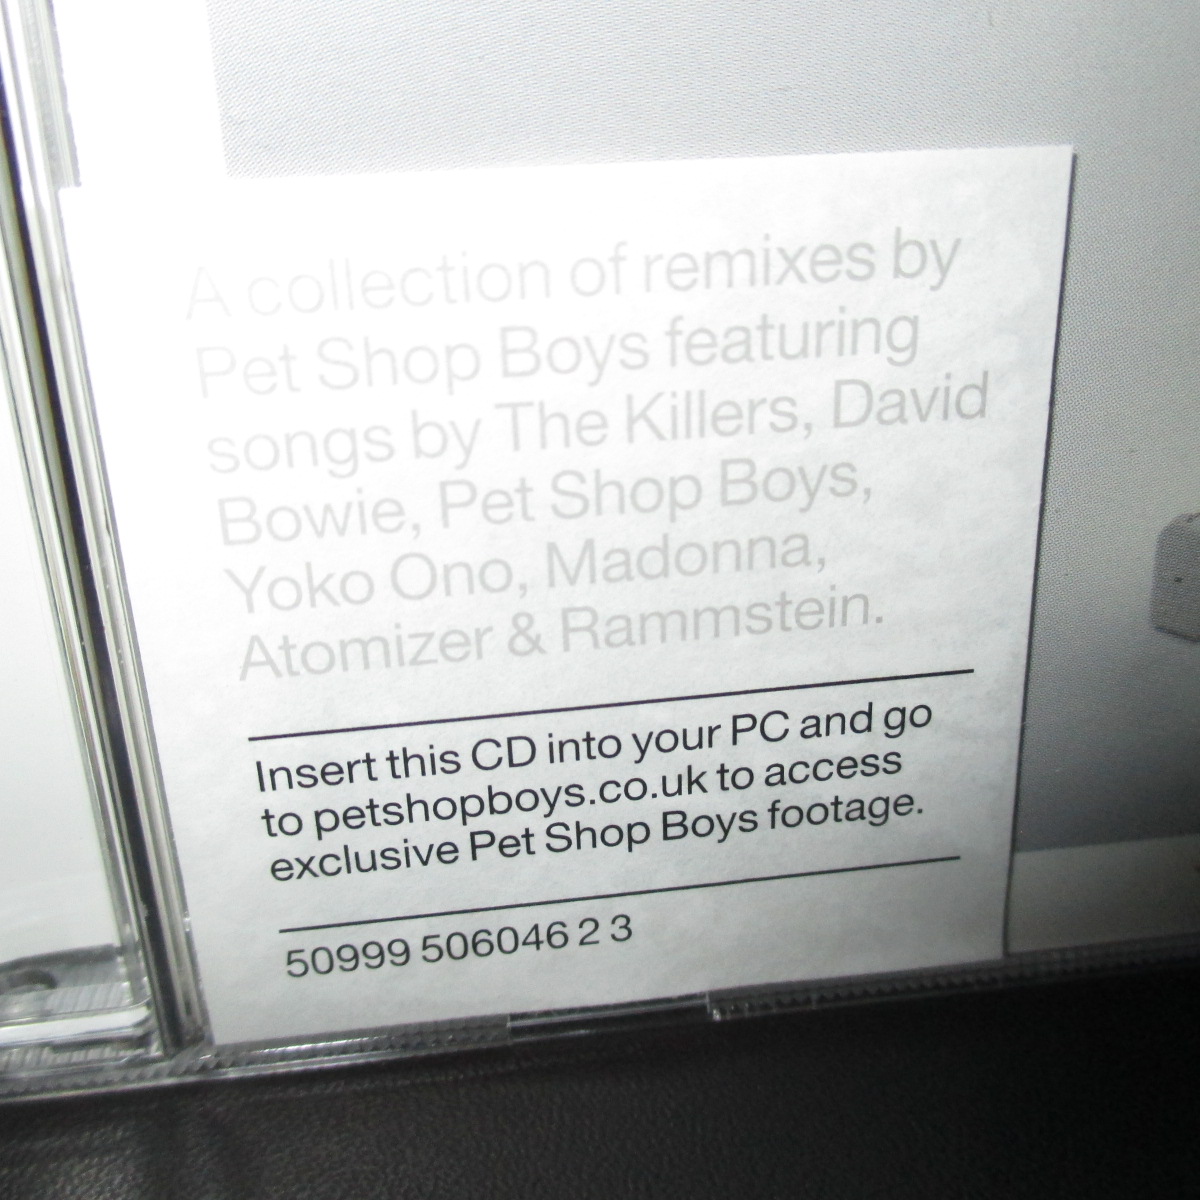 A collection of remixes by
Pet Shop Boys featuring
songs by The Killers, David
Bowie, Pet Shop Boys,
Yoko Ono, Madonna,
Atomizer & Rammstein.
Insert this CD into your PC and go
to petshopboys.co.uk to access
exclusive Pet Shop Boys footage.
50999 506046 2 3